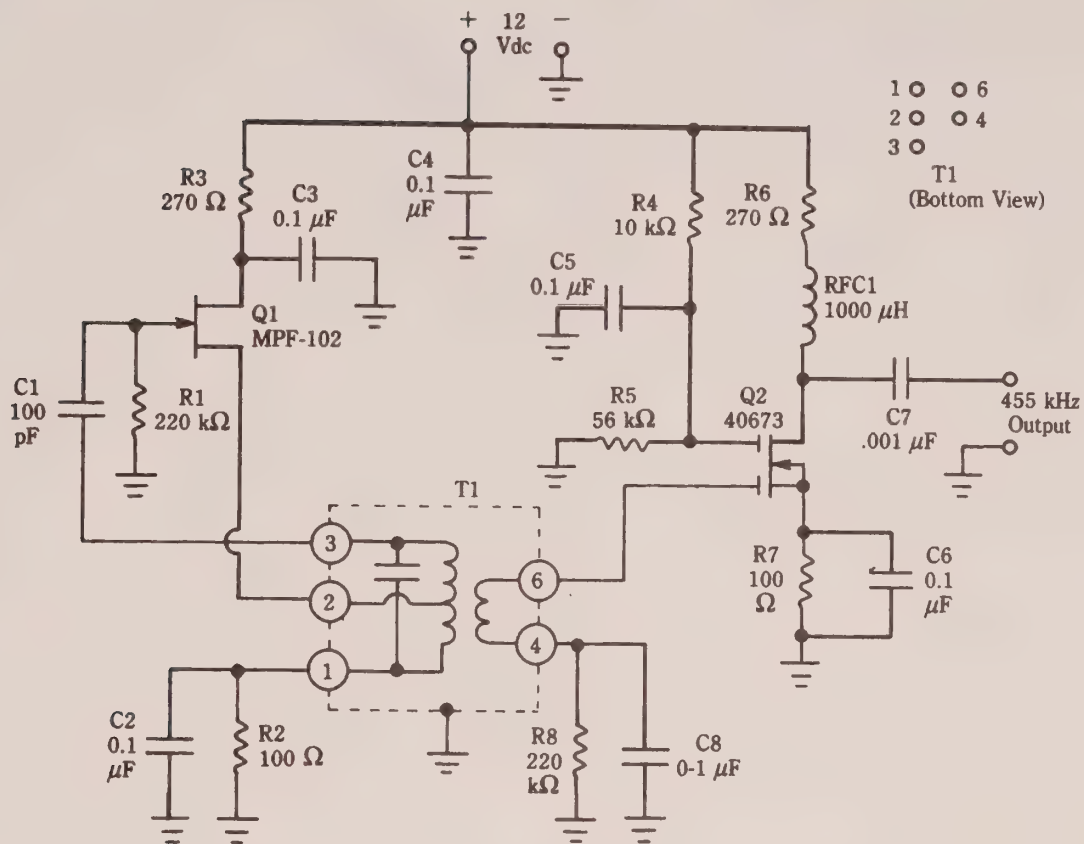 + 12 −
Vdc
1 6
2 4
3
T1
(Bottom View)
R3
270 Ω
C3
0.1 μF
C4
0.1
μF
R4
10 kΩ
R6
270 Ω
C5
0.1 μF
RFC1
1000 μH
Q1
MPF-102
C1
100
pF
R1
220 kΩ
R5
56 kΩ
Q2
40673
C7
.001 μF
455 kHz
Output
T1
3
2
1
6
4
R7
100
Ω
C6
0.1
μF
C2
0.1
μF
R2
100 Ω
R8
220
kΩ
C8
0-1 μF